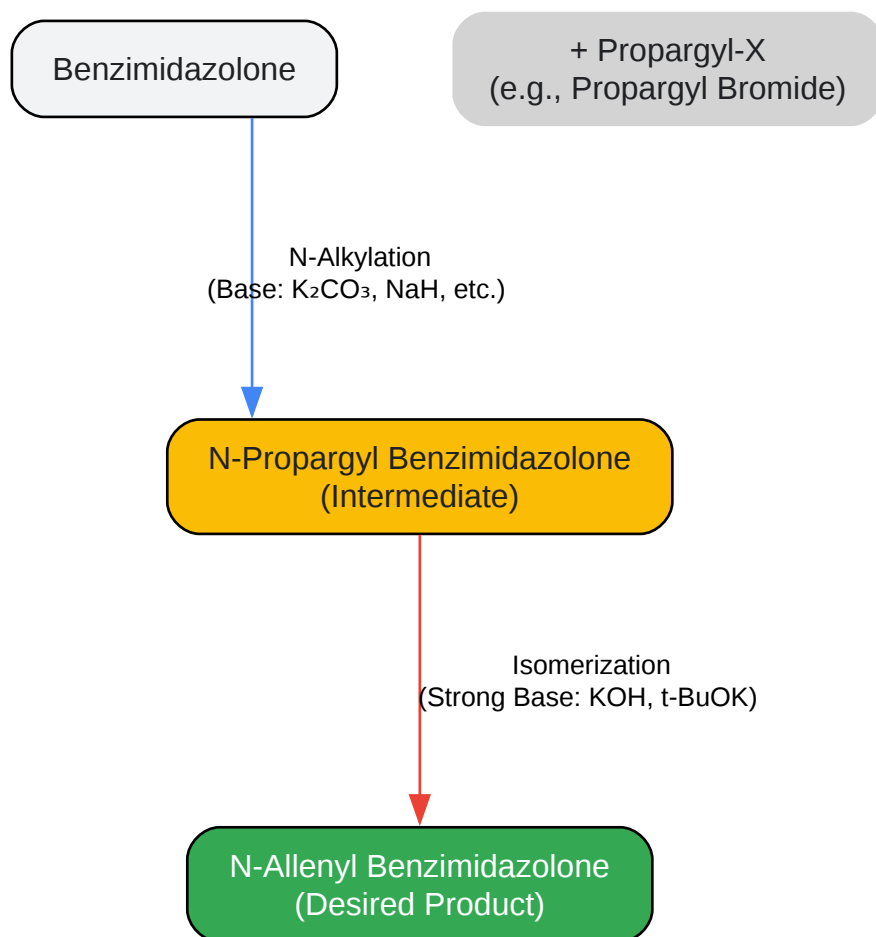 Benzimidazolone
+ Propargyl-X
(e.g., Propargyl Bromide)
N-Alkylation
(Base: K₂CO₃, NaH, etc.)
N-Propargyl Benzimidazolone
(Intermediate)
Isomerization
(Strong Base: KOH, t-BuOK)
N-Allenyl Benzimidazolone
(Desired Product)